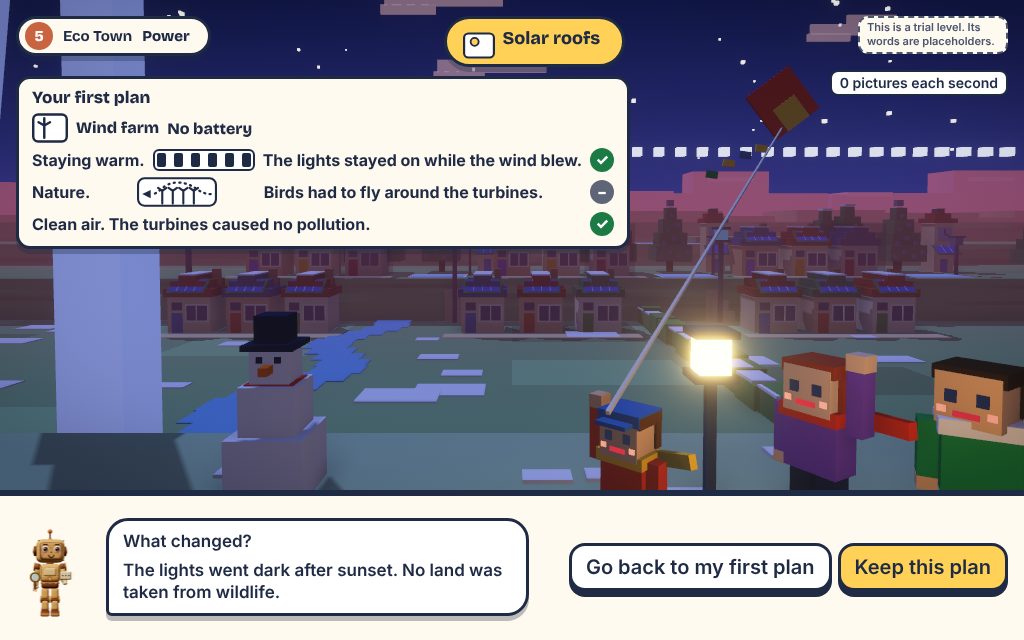 5 Eco Town Power
Solar roofs
This is a trial level. Its
words are placeholders.
0 pictures each second
Your first plan
Wind farm No battery
Staying warm. The lights stayed on while the wind blew.
Nature. Birds had to fly around the turbines.
Clean air. The turbines caused no pollution.
What changed?
The lights went dark after sunset. No land was
taken from wildlife.
Go back to my first plan
Keep this plan